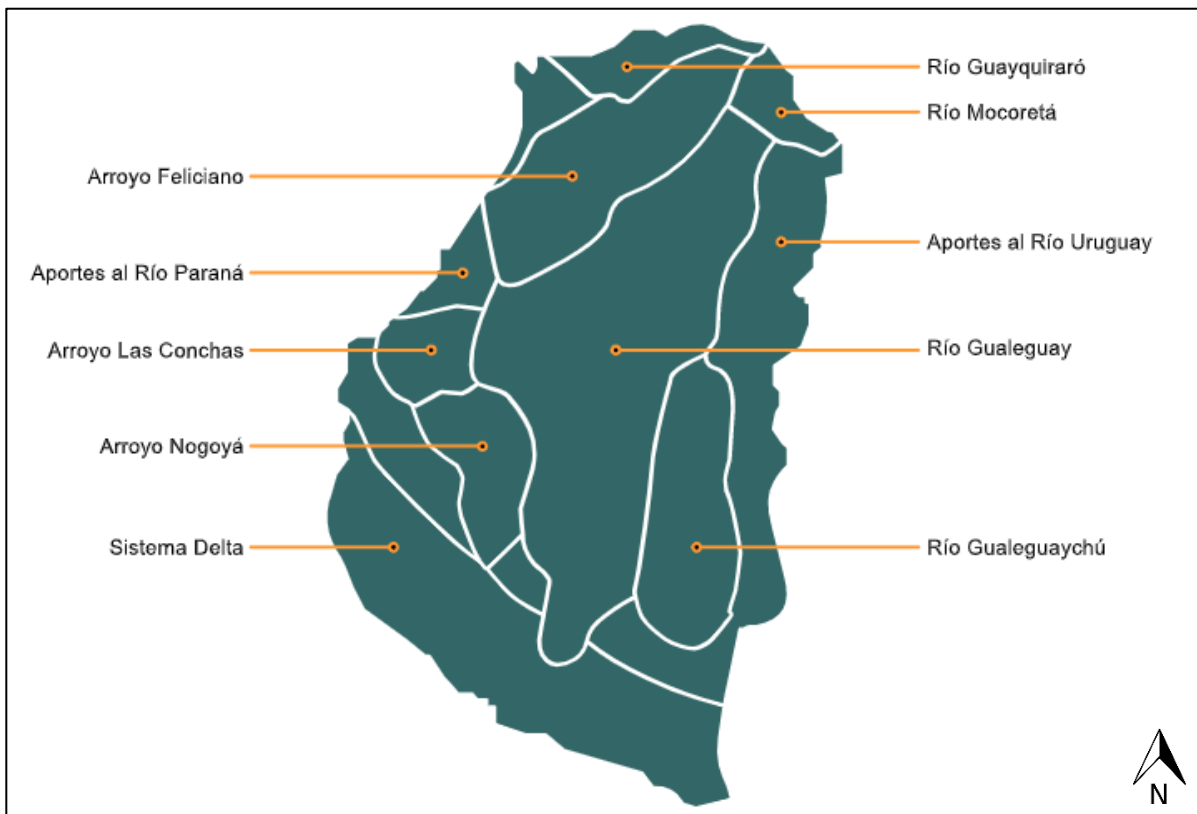 Río Guayquiraró
Río Mocoretá
Arroyo Feliciano
Aportes al Río Uruguay
Aportes al Río Paraná
Río Gualeguay
Arroyo Las Conchas
Arroyo Nogoyá
Sistema Delta
Río Gualeguaychú
N